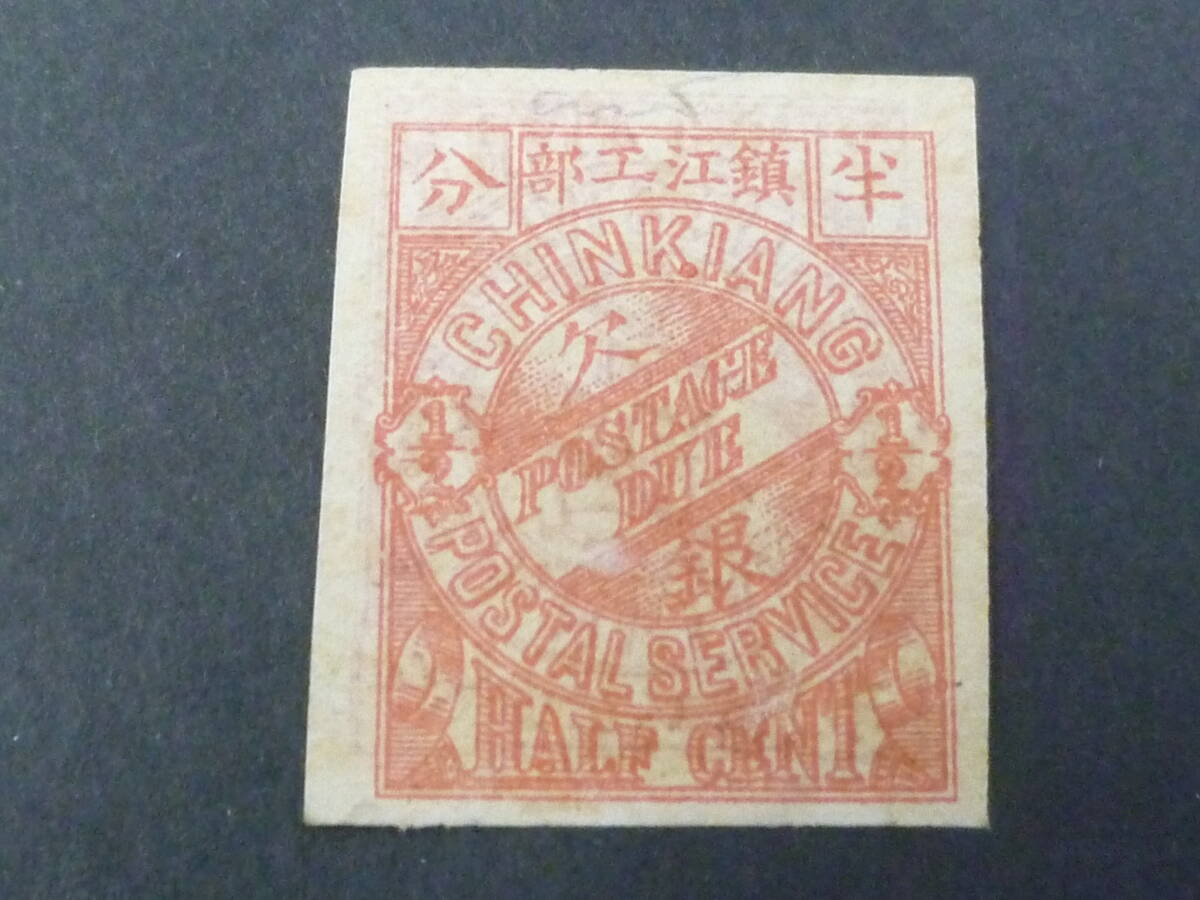 半
鎮江工部
分
CHINKIANG
欠
POSTAGE
DUE
銀
1/2
1/2
POSTAL SERVICE
HALF CENT